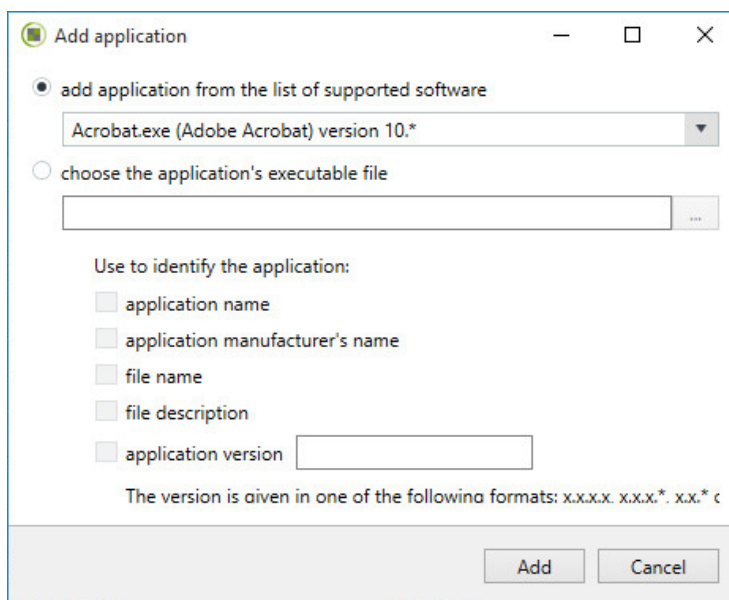 Add application
add application from the list of supported software
Acrobat.exe (Adobe Acrobat) version 10.*
choose the application's executable file
...
Use to identify the application:
application name
application manufacturer's name
file name
file description
application version
The version is given in one of the following formats: x.x.x.x, x.x.x.*, x.x.*
Add
Cancel